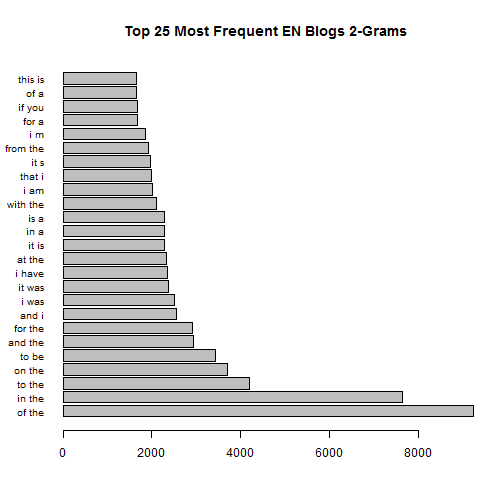 Top 25 Most Frequent EN Blogs 2-Grams
this is
of a
if you
for a
i m
from the
it s
that i
i am
with the
is a
in a
it is
at the
i have
it was
i was
and i
for the
and the
to be
on the
to the
in the
of the
0 2000 4000 6000 8000